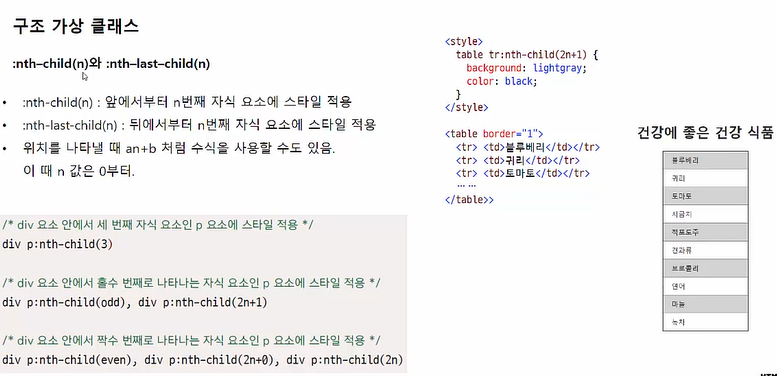 구조 가상 클래스
:nth–child(n)와 :nth–last–child(n)
• :nth-child(n) : 앞에서부터 n번째 자식 요소에 스타일 적용
• :nth-last-child(n) : 뒤에서부터 n번째 자식 요소에 스타일 적용
• 위치를 나타낼 때 an+b 처럼 수식을 사용할 수도 있음.
이 때 n 값은 0부터.
/* div 요소 안에서 세 번째 자식 요소인 p 요소에 스타일 적용 */
div p:nth-child(3)
/* div 요소 안에서 홀수 번째로 나타나는 자식 요소인 p 요소에 스타일 적용 */
div p:nth-child(odd), div p:nth-child(2n+1)
/* div 요소 안에서 짝수 번째로 나타나는 자식 요소인 p 요소에 스타일 적용 */
div p:nth-child(even), div p:nth-child(2n+0), div p:nth-child(2n)
<style>
table tr:nth-child(2n+1) {
background: lightgray;
color: black;
}
</style>
<table border="1">
<tr> <td>블루베리</td></tr>
<tr> <td>귀리</td></tr>
<tr> <td>토마토</td></tr>
… …
</table>>
건강에 좋은 건강 식품
블루베리
귀리
토마토
시금치
적포도주
견과류
브로콜리
연어
마늘
녹차